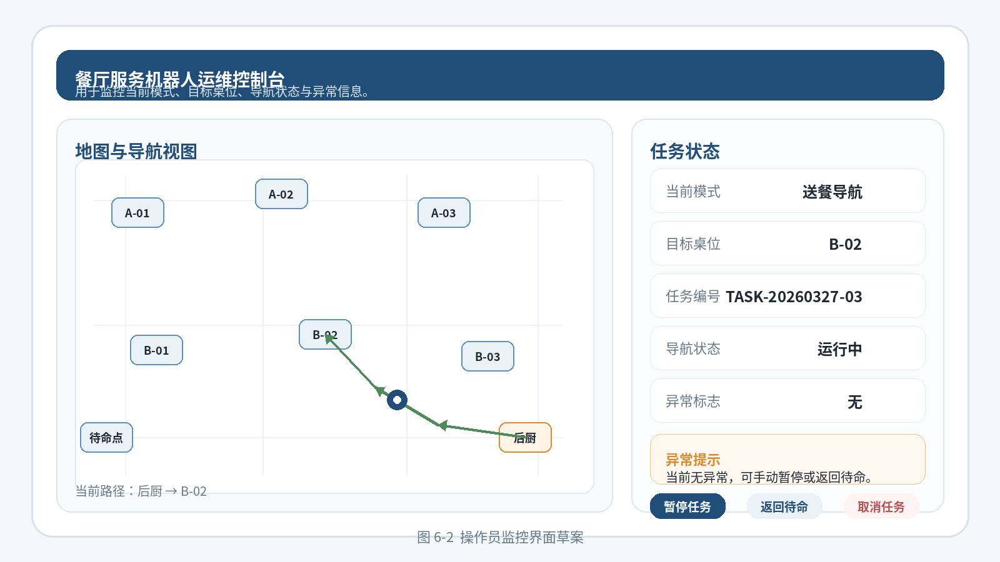 餐厅服务机器人运维控制台
用于监控当前模式、目标桌位、导航状态与异常信息。
地图与导航视图
A-01
A-02
A-03
B-01
B-02
B-03
待命点
后厨
当前路径：后厨 → B-02
任务状态
当前模式 送餐导航
目标桌位 B-02
任务编号 TASK-20260327-03
导航状态 运行中
异常标志 无
异常提示
当前无异常，可手动暂停或返回待命。
暂停任务 返回待命 取消任务
图 6-2 操作员监控界面草案